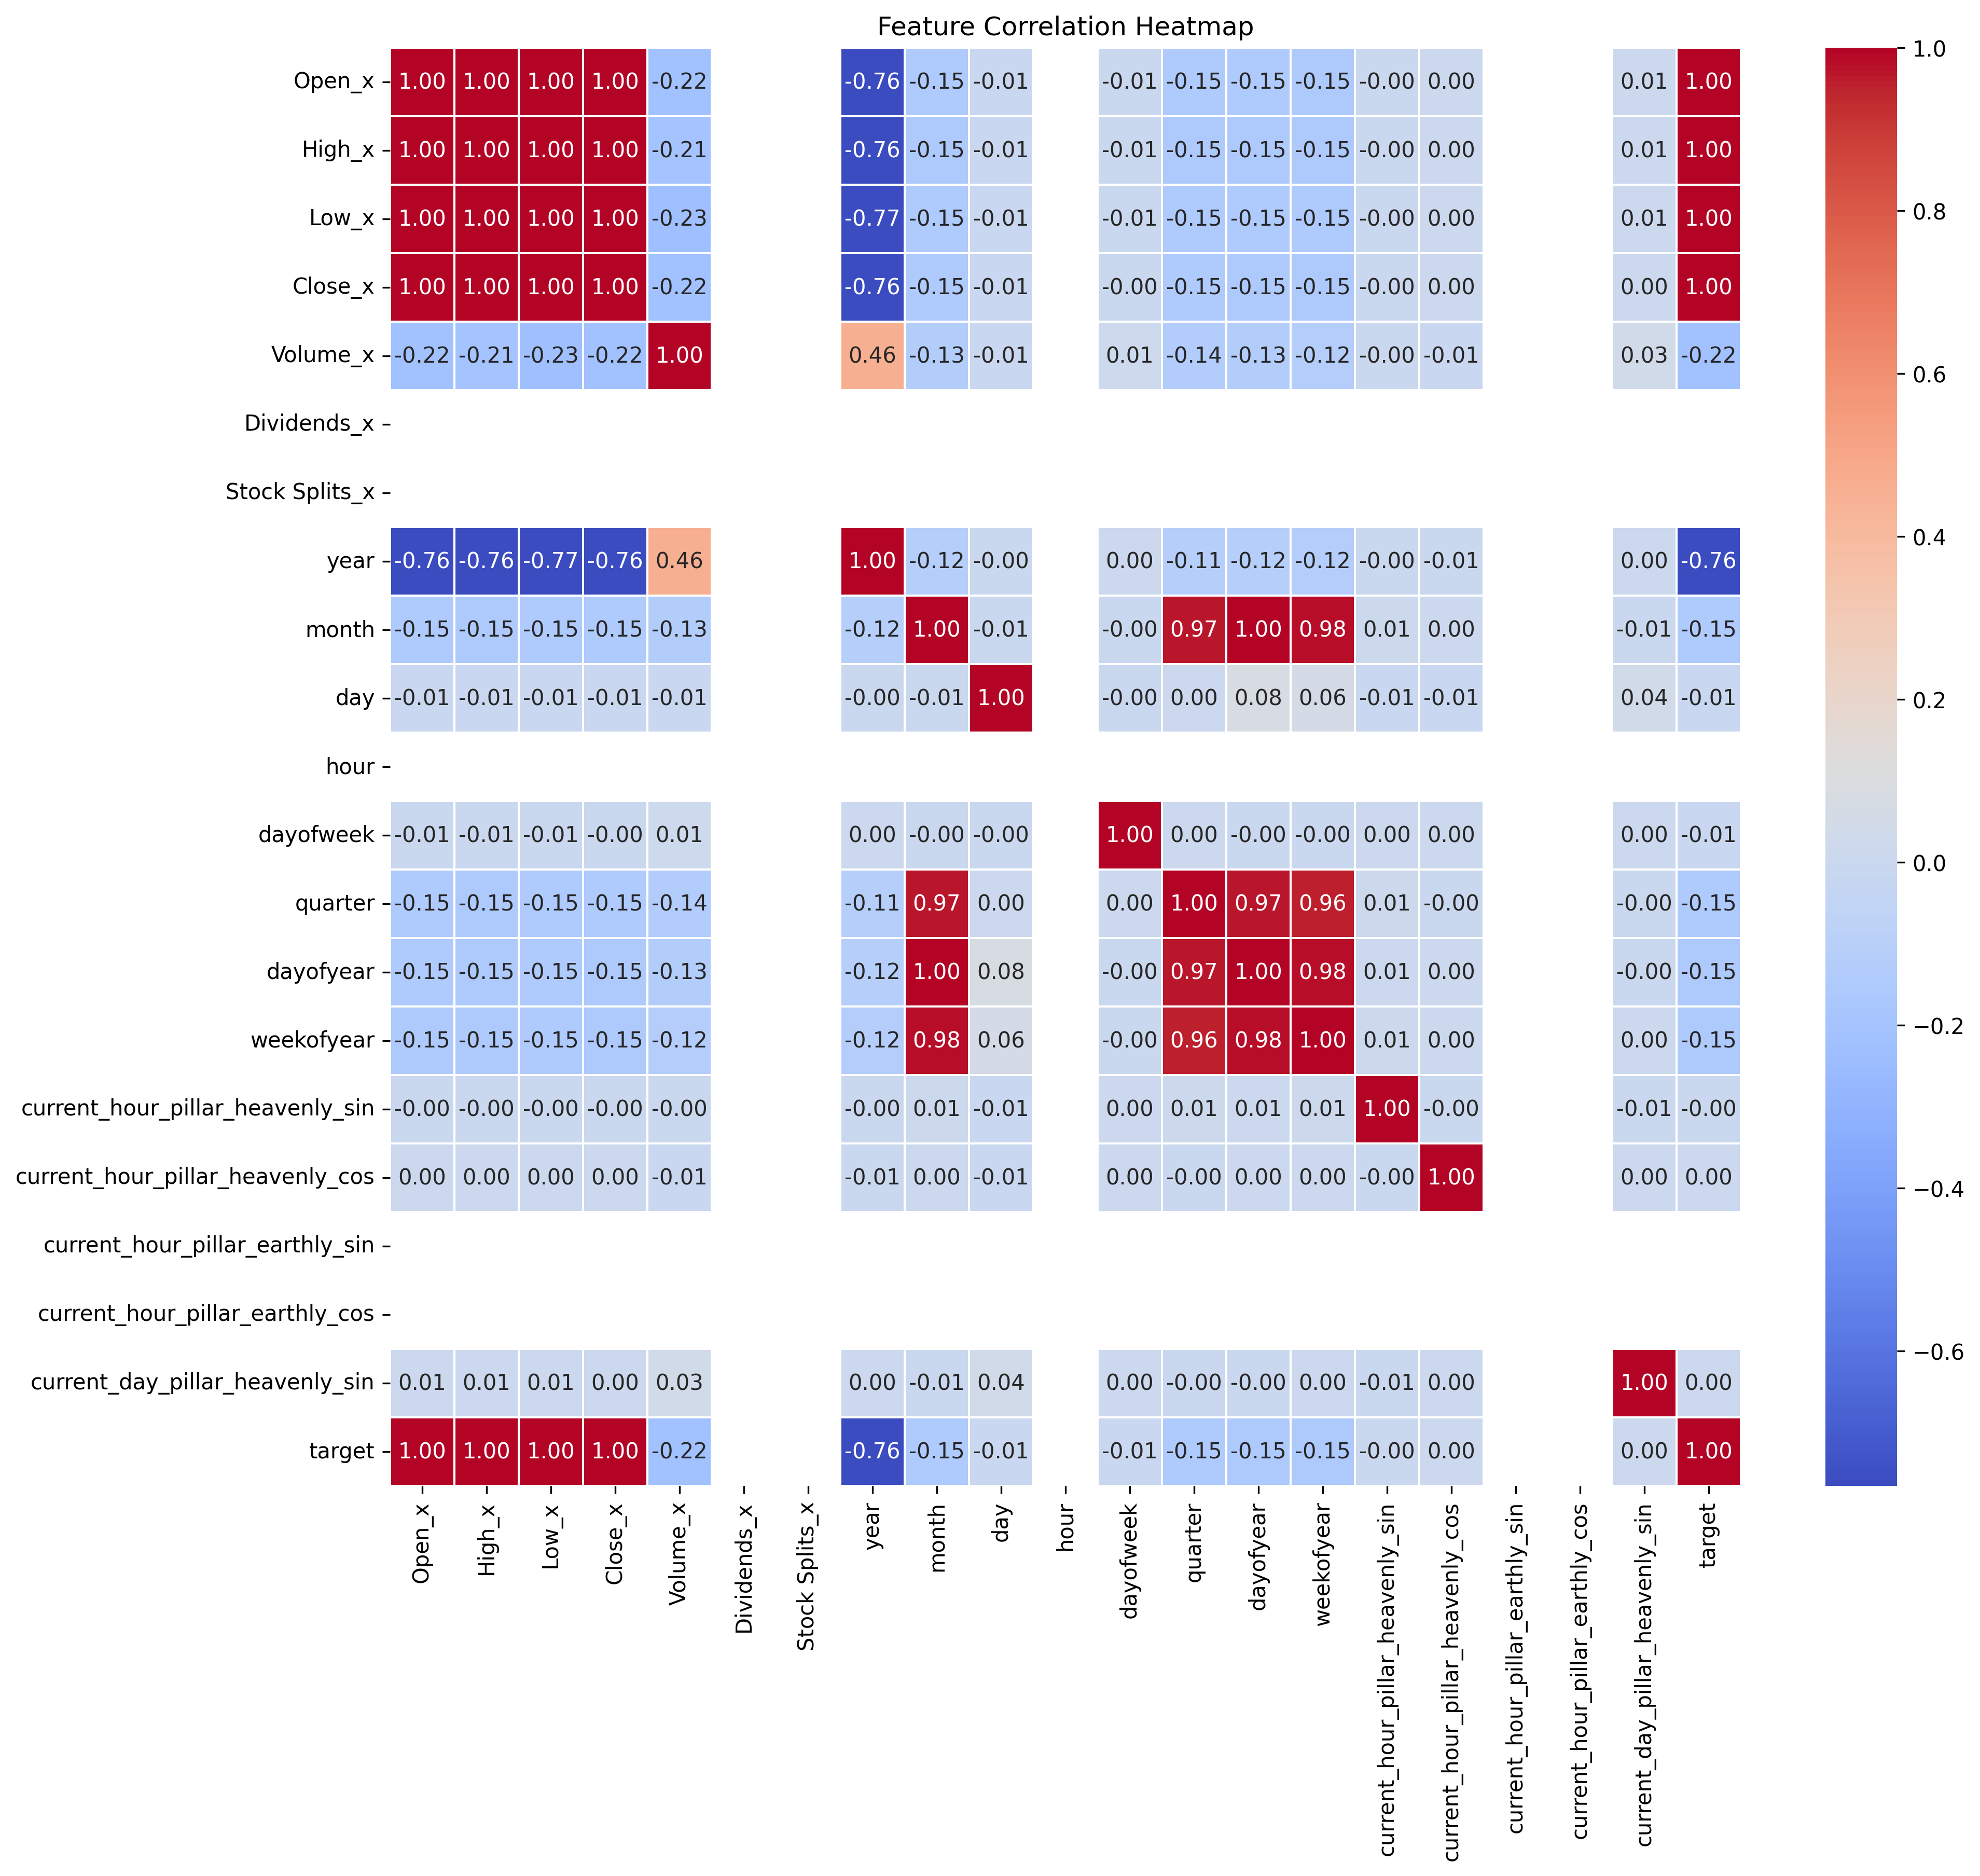 Feature Correlation Heatmap
Open_x 1.00 1.00 1.00 1.00 -0.22 -0.76 -0.15 -0.01 -0.01 -0.15 -0.15 -0.15 -0.00 0.00 0.01 1.00
High_x 1.00 1.00 1.00 1.00 -0.21 -0.76 -0.15 -0.01 -0.01 -0.15 -0.15 -0.15 -0.00 0.00 0.01 1.00
Low_x 1.00 1.00 1.00 1.00 -0.23 -0.77 -0.15 -0.01 -0.01 -0.15 -0.15 -0.15 -0.00 0.00 0.01 1.00
Close_x 1.00 1.00 1.00 1.00 -0.22 -0.76 -0.15 -0.01 -0.00 -0.15 -0.15 -0.15 -0.00 0.00 0.00 1.00
Volume_x -0.22 -0.21 -0.23 -0.22 1.00 0.46 -0.13 -0.01 0.01 -0.14 -0.13 -0.12 -0.00 -0.01 0.03 -0.22
Dividends_x
Stock Splits_x
year -0.76 -0.76 -0.77 -0.76 0.46 1.00 -0.12 -0.00 0.00 -0.11 -0.12 -0.12 -0.00 -0.01 0.00 -0.76
month -0.15 -0.15 -0.15 -0.15 -0.13 -0.12 1.00 -0.01 -0.00 0.97 1.00 0.98 0.01 0.00 -0.01 -0.15
day -0.01 -0.01 -0.01 -0.01 -0.01 -0.00 -0.01 1.00 -0.00 0.00 0.08 0.06 -0.01 -0.01 0.04 -0.01
hour
dayofweek -0.01 -0.01 -0.01 -0.00 0.01 0.00 -0.00 -0.00 1.00 0.00 -0.00 -0.00 0.00 0.00 0.00 -0.01
quarter -0.15 -0.15 -0.15 -0.15 -0.14 -0.11 0.97 0.00 0.00 1.00 0.97 0.96 0.01 -0.00 -0.00 -0.15
dayofyear -0.15 -0.15 -0.15 -0.15 -0.13 -0.12 1.00 0.08 -0.00 0.97 1.00 0.98 0.01 0.00 -0.00 -0.15
weekofyear -0.15 -0.15 -0.15 -0.15 -0.12 -0.12 0.98 0.06 -0.00 0.96 0.98 1.00 0.01 0.00 0.00 -0.15
current_hour_pillar_heavenly_sin -0.00 -0.00 -0.00 -0.00 -0.00 -0.00 0.01 -0.01 0.00 0.01 0.01 0.01 1.00 -0.00 -0.01 -0.00
current_hour_pillar_heavenly_cos 0.00 0.00 0.00 0.00 -0.01 -0.01 0.00 -0.01 0.00 -0.00 0.00 0.00 -0.00 1.00 0.00 0.00
current_hour_pillar_earthly_sin
current_hour_pillar_earthly_cos
current_day_pillar_heavenly_sin 0.01 0.01 0.01 0.00 0.03 0.00 -0.01 0.04 0.00 -0.00 -0.00 0.00 -0.01 0.00 1.00 0.00
target 1.00 1.00 1.00 1.00 -0.22 -0.76 -0.15 -0.01 -0.01 -0.15 -0.15 -0.15 -0.00 0.00 0.00 1.00
Open_x
High_x
Low_x
Close_x
Volume_x
Dividends_x
Stock Splits_x
year
month
day
hour
dayofweek
quarter
dayofyear
weekofyear
current_hour_pillar_heavenly_sin
current_hour_pillar_heavenly_cos
current_hour_pillar_earthly_sin
current_hour_pillar_earthly_cos
current_day_pillar_heavenly_sin
target
1.0
0.8
0.6
0.4
0.2
0.0
−0.2
−0.4
−0.6